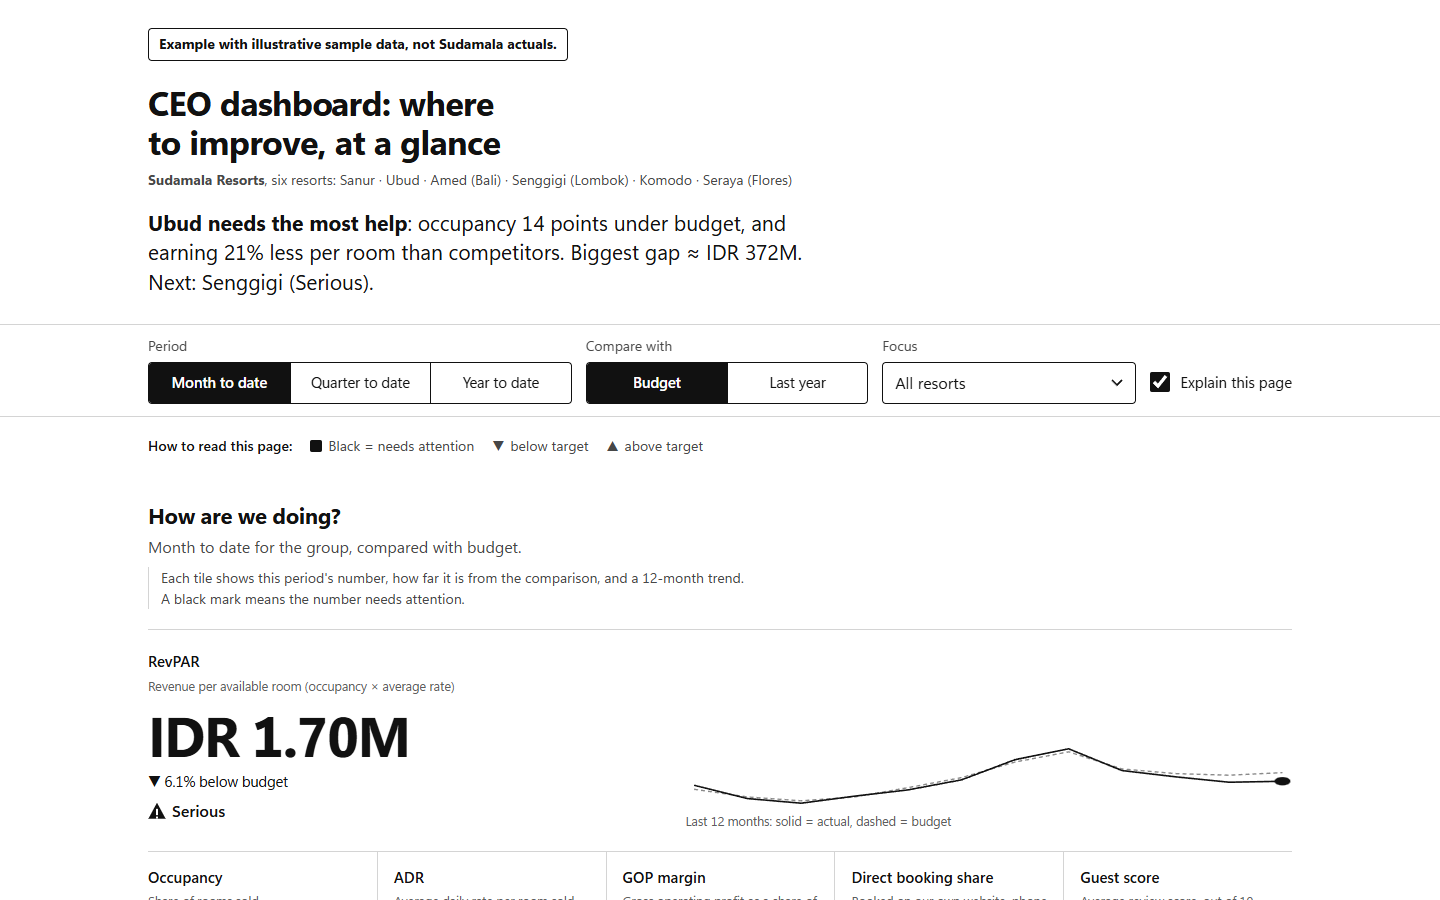 Example with illustrative sample data, not Sudamala actuals.
CEO dashboard: where
to improve, at a glance
Sudamala Resorts, six resorts: Sanur · Ubud · Amed (Bali) · Senggigi (Lombok) · Komodo · Seraya (Flores)
Ubud needs the most help: occupancy 14 points under budget, and
earning 21% less per room than competitors. Biggest gap ≈ IDR 372M.
Next: Senggigi (Serious).
Period
Compare with
Focus
Month to date
Quarter to date
Year to date
Budget
Last year
All resorts
Explain this page
How to read this page:
Black = needs attention
▼ below target
▲ above target
How are we doing?
Month to date for the group, compared with budget.
Each tile shows this period's number, how far it is from the comparison, and a 12-month trend.
A black mark means the number needs attention.
RevPAR
Revenue per available room (occupancy × average rate)
IDR 1.70M
▼ 6.1% below budget
Serious
Last 12 months: solid = actual, dashed = budget
Occupancy
ADR
GOP margin
Direct booking share
Guest score